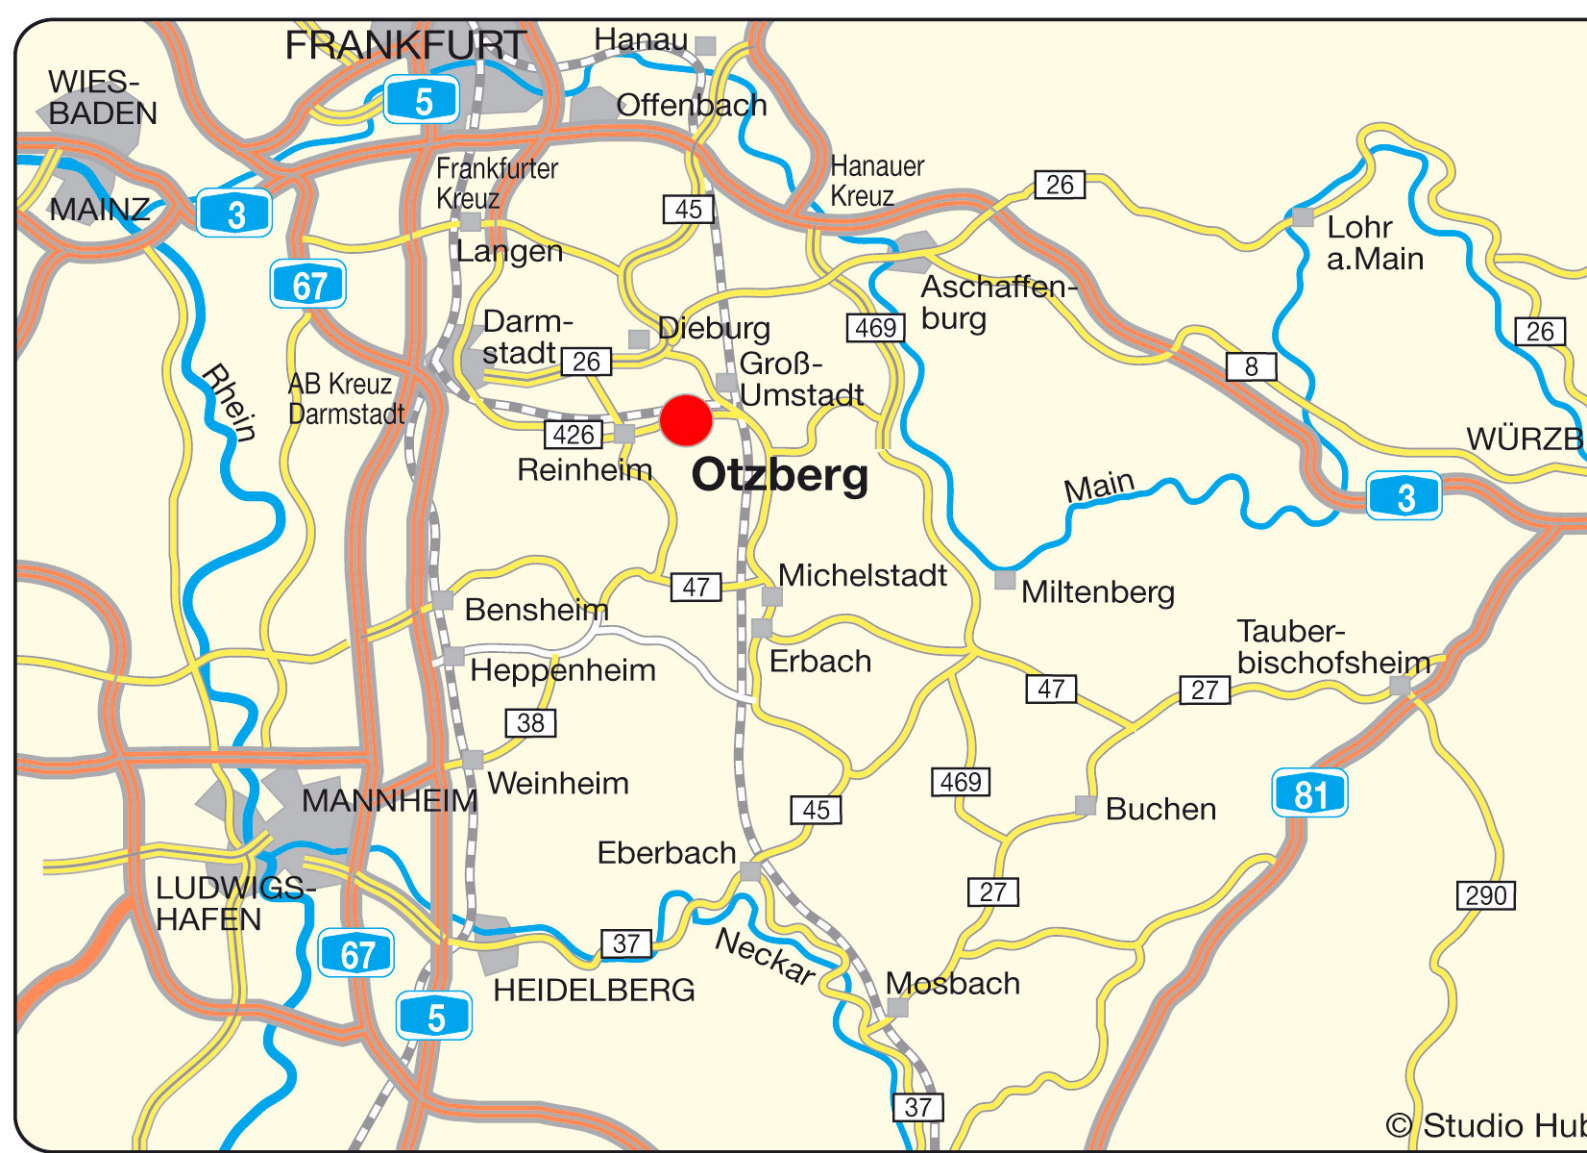 FRANKFURT
Hanau
WIES-
BADEN
5
Offenbach
Frankfurter
Kreuz
Hanauer
Kreuz
26
MAINZ
3
45
Lohr
a.Main
Langen
67
Aschaffen-
burg
Darm-
stadt
Dieburg
469
26
26
Groß-
Umstadt
8
Rhein
AB Kreuz
Darmstadt
426
Reinheim
Otzberg
WÜRZB
Main
3
47
Michelstadt
Miltenberg
Bensheim
Tauber-
bischofsheim
Heppenheim
Erbach
47
27
38
Weinheim
469
81
MANNHEIM
45
Buchen
Eberbach
LUDWIGS-
HAFEN
27
290
67
37
Neckar
HEIDELBERG
Mosbach
5
37
© Studio Hub